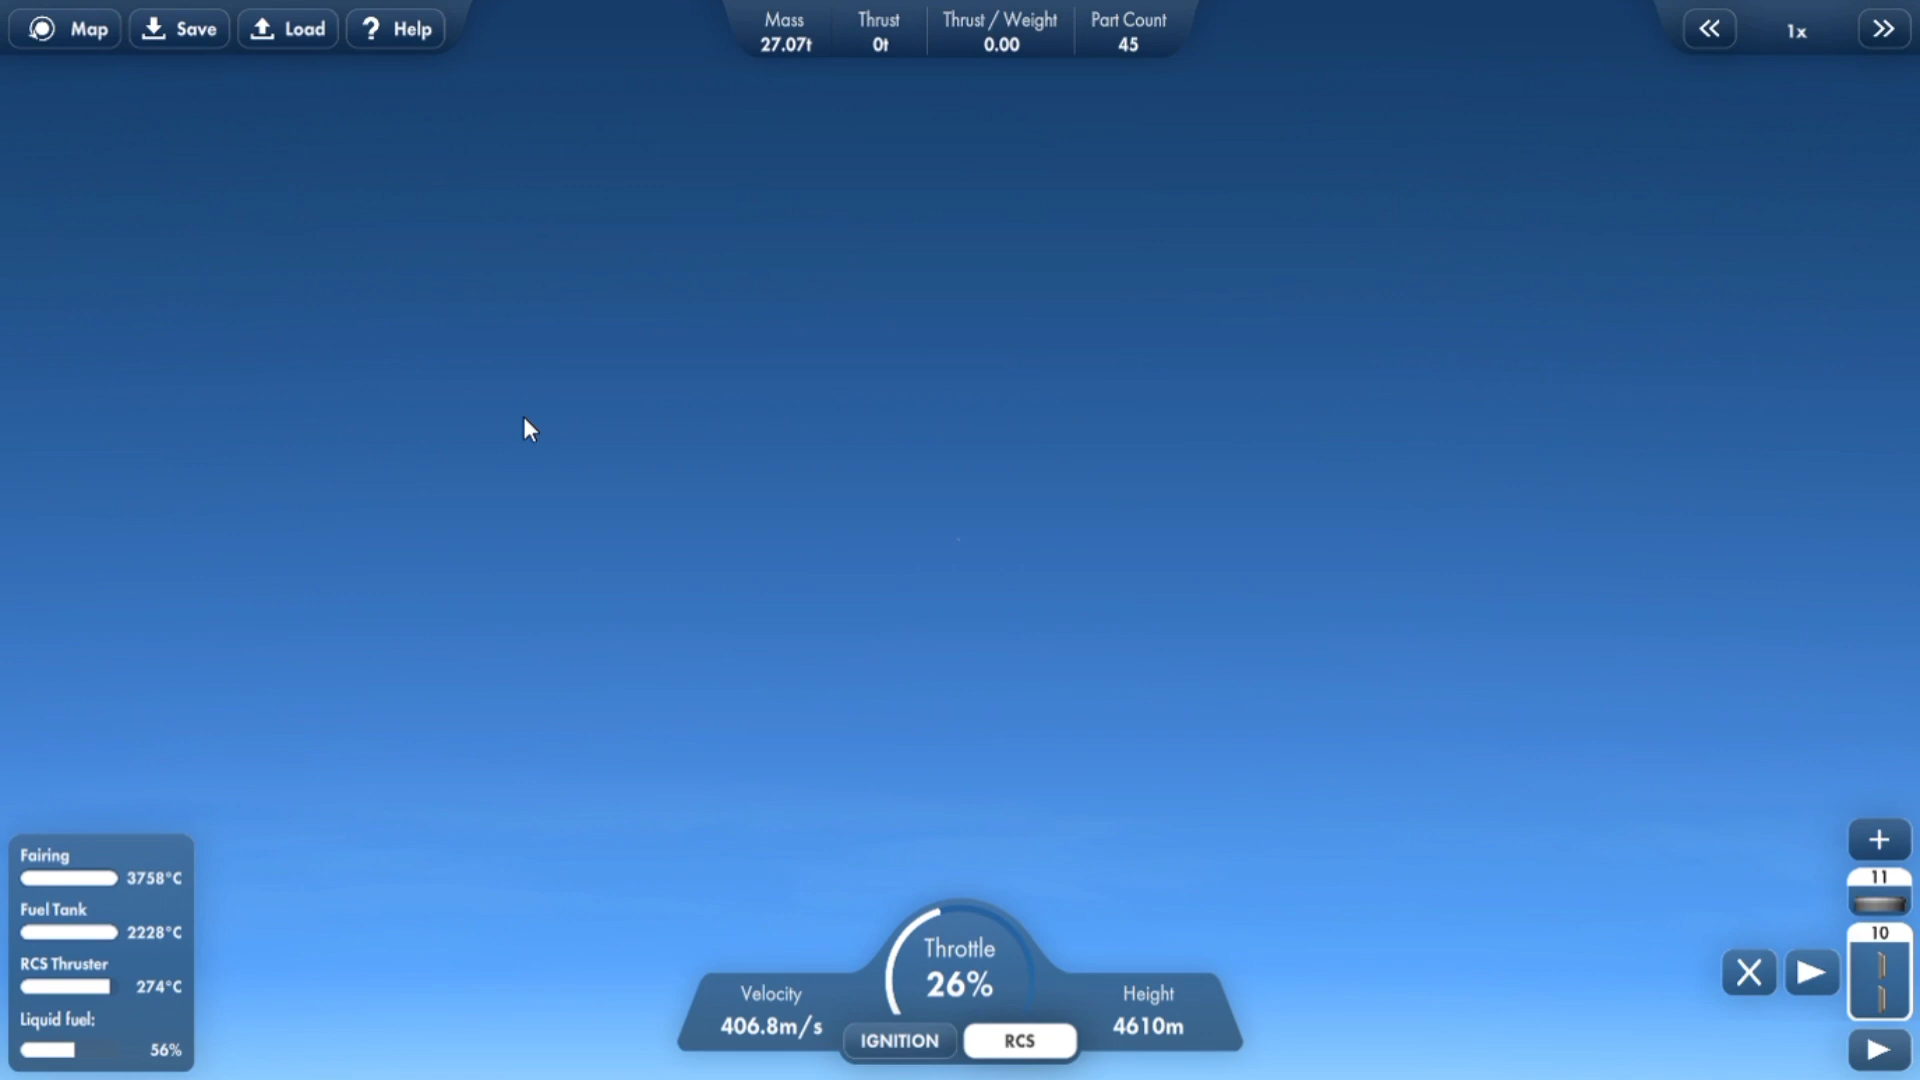 Map
Save
Load
? Help
Mass
27.07t
Thrust
0t
Thrust / Weight
0.00
Part Count
45
1x
Fairing
3758°C
Fuel Tank
2228°C
RCS Thruster
274°C
Liquid fuel:
56%
Throttle
26%
Velocity
406.8m/s
Height
4610m
IGNITION
RCS
11
10